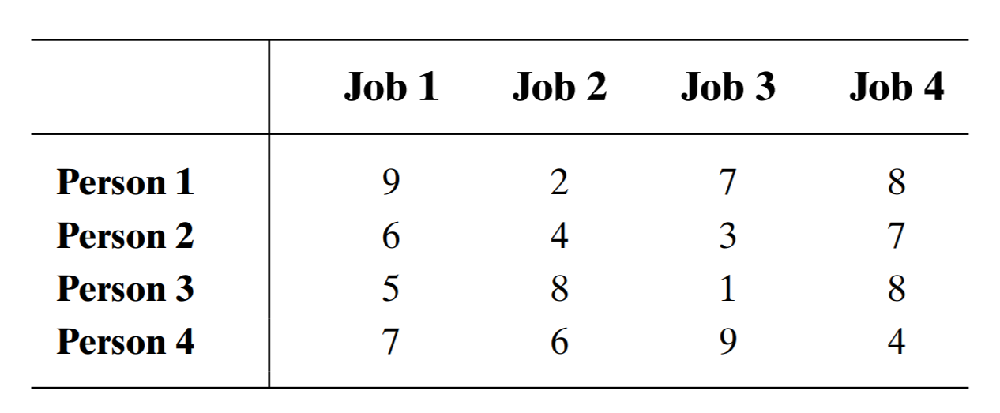 Job 1 Job 2 Job 3 Job 4
Person 1 9 2 7 8
Person 2 6 4 3 7
Person 3 5 8 1 8
Person 4 7 6 9 4